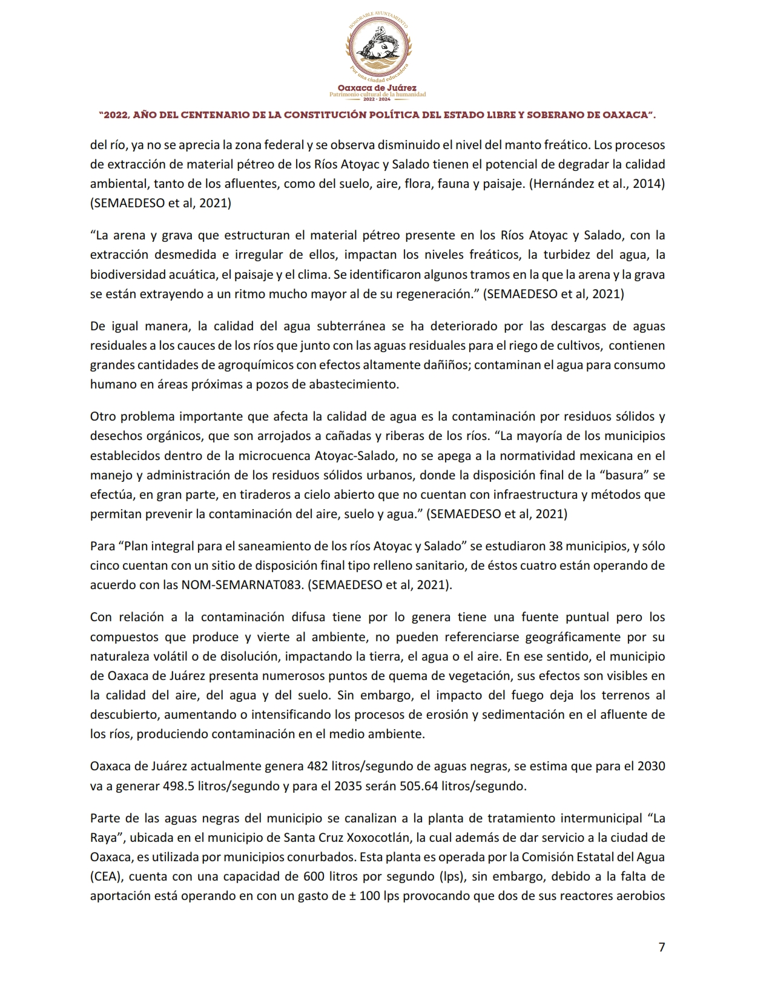 HONORABLE AYUNTAMIENTO
Por una ciudad educadora
Oaxaca de Juárez
Patrimonio cultural de la humanidad
2022 - 2024
“2022, AÑO DEL CENTENARIO DE LA CONSTITUCIÓN POLÍTICA DEL ESTADO LIBRE Y SOBERANO DE OAXACA”.
del río, ya no se aprecia la zona federal y se observa disminuido el nivel del manto freático. Los procesos
de extracción de material pétreo de los Ríos Atoyac y Salado tienen el potencial de degradar la calidad
ambiental, tanto de los afluentes, como del suelo, aire, flora, fauna y paisaje. (Hernández et al., 2014)
(SEMAEDESO et al, 2021)
“La arena y grava que estructuran el material pétreo presente en los Ríos Atoyac y Salado, con la
extracción desmedida e irregular de ellos, impactan los niveles freáticos, la turbidez del agua, la
biodiversidad acuática, el paisaje y el clima. Se identificaron algunos tramos en la que la arena y la grava
se están extrayendo a un ritmo mucho mayor al de su regeneración.” (SEMAEDESO et al, 2021)
De igual manera, la calidad del agua subterránea se ha deteriorado por las descargas de aguas
residuales a los cauces de los ríos que junto con las aguas residuales para el riego de cultivos, contienen
grandes cantidades de agroquímicos con efectos altamente dañiños; contaminan el agua para consumo
humano en áreas próximas a pozos de abastecimiento.
Otro problema importante que afecta la calidad de agua es la contaminación por residuos sólidos y
desechos orgánicos, que son arrojados a cañadas y riberas de los ríos. “La mayoría de los municipios
establecidos dentro de la microcuenca Atoyac-Salado, no se apega a la normatividad mexicana en el
manejo y administración de los residuos sólidos urbanos, donde la disposición final de la “basura” se
efectúa, en gran parte, en tiraderos a cielo abierto que no cuentan con infraestructura y métodos que
permitan prevenir la contaminación del aire, suelo y agua.” (SEMAEDESO et al, 2021)
Para “Plan integral para el saneamiento de los ríos Atoyac y Salado” se estudiaron 38 municipios, y sólo
cinco cuentan con un sitio de disposición final tipo relleno sanitario, de éstos cuatro están operando de
acuerdo con las NOM-SEMARNAT083. (SEMAEDESO et al, 2021).
Con relación a la contaminación difusa tiene por lo genera tiene una fuente puntual pero los
compuestos que produce y vierte al ambiente, no pueden referenciarse geográficamente por su
naturaleza volátil o de disolución, impactando la tierra, el agua o el aire. En ese sentido, el municipio
de Oaxaca de Juárez presenta numerosos puntos de quema de vegetación, sus efectos son visibles en
la calidad del aire, del agua y del suelo. Sin embargo, el impacto del fuego deja los terrenos al
descubierto, aumentando o intensificando los procesos de erosión y sedimentación en el afluente de
los ríos, produciendo contaminación en el medio ambiente.
Oaxaca de Juárez actualmente genera 482 litros/segundo de aguas negras, se estima que para el 2030
va a generar 498.5 litros/segundo y para el 2035 serán 505.64 litros/segundo.
Parte de las aguas negras del municipio se canalizan a la planta de tratamiento intermunicipal “La
Raya”, ubicada en el municipio de Santa Cruz Xoxocotlán, la cual además de dar servicio a la ciudad de
Oaxaca, es utilizada por municipios conurbados. Esta planta es operada por la Comisión Estatal del Agua
(CEA), cuenta con una capacidad de 600 litros por segundo (lps), sin embargo, debido a la falta de
aportación está operando en con un gasto de ± 100 lps provocando que dos de sus reactores aerobios
7